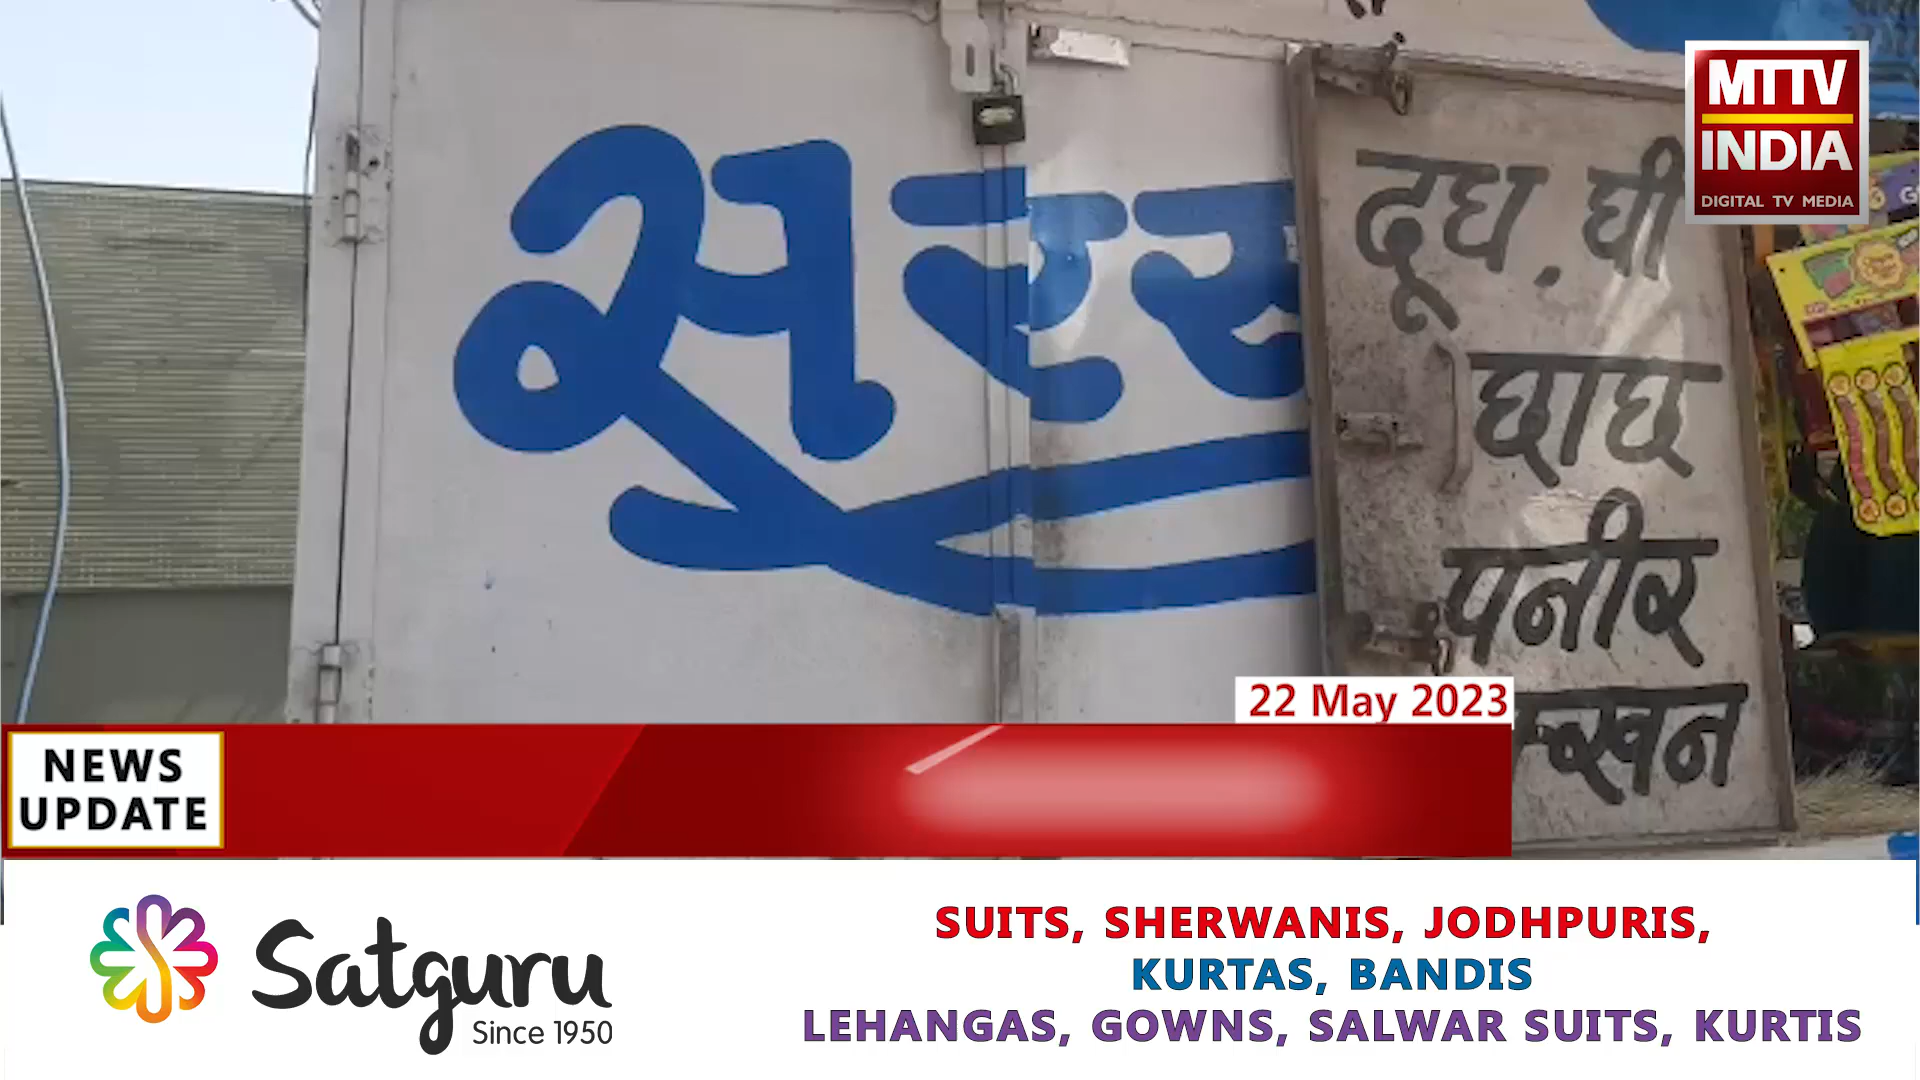 सरस
दूध . घी
छाछ
पनीर
MTTV
INDIA
DIGITAL TV MEDIA
22 May 2023
NEWS
UPDATE
Satguru
Since 1950
SUITS, SHERWANIS, JODHPURIS,
KURTAS, BANDIS
LEHANGAS, GOWNS, SALWAR SUITS, KURTIS